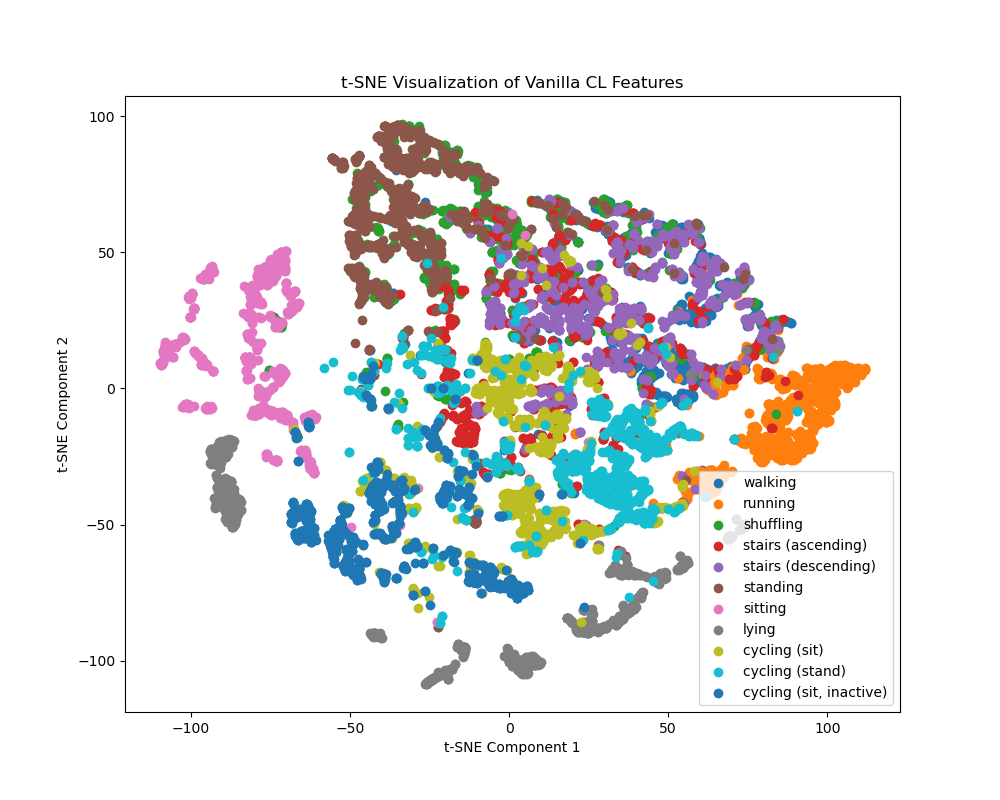 t-SNE Visualization of Vanilla CL Features
t-SNE Component 2
100
50
0
−50
−100
walking
running
shuffling
stairs (ascending)
stairs (descending)
standing
sitting
lying
cycling (sit)
cycling (stand)
cycling (sit, inactive)
−100
−50
0
50
100
t-SNE Component 1